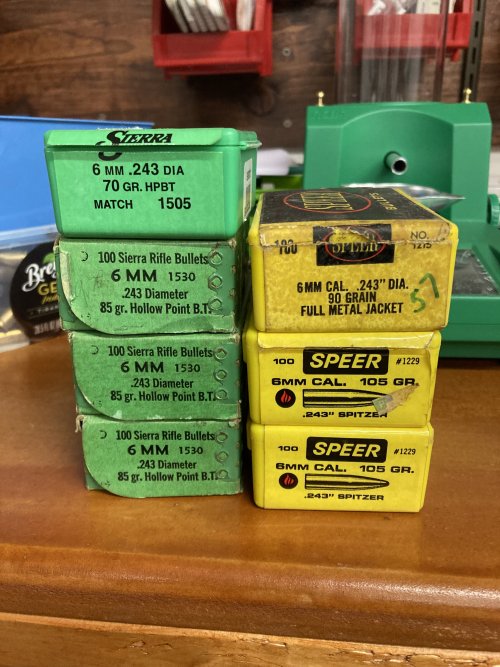 SIERRA
6 MM .243 DIA
70 GR. HPBT
MATCH 1505
100 Sierra Rifle Bullets
6 MM 1530
.243 Diameter
85 gr. Hollow Point B.T.
100 Sierra Rifle Bullets
6 MM 1530
.243 Diameter
85 gr. Hollow Point B.T.
100 Sierra Rifle Bullets
6 MM 1530
.243 Diameter
85 gr. Hollow Point B.T.
100 SPEER NO.
1215
6MM CAL. .243" DIA.
90 GRAIN
FULL METAL JACKET
57
100 SPEER #1229
6MM CAL. 105 GR.
.243" SPITZER
100 SPEER #1229
6MM CAL. 105 GR.
.243" SPITZER